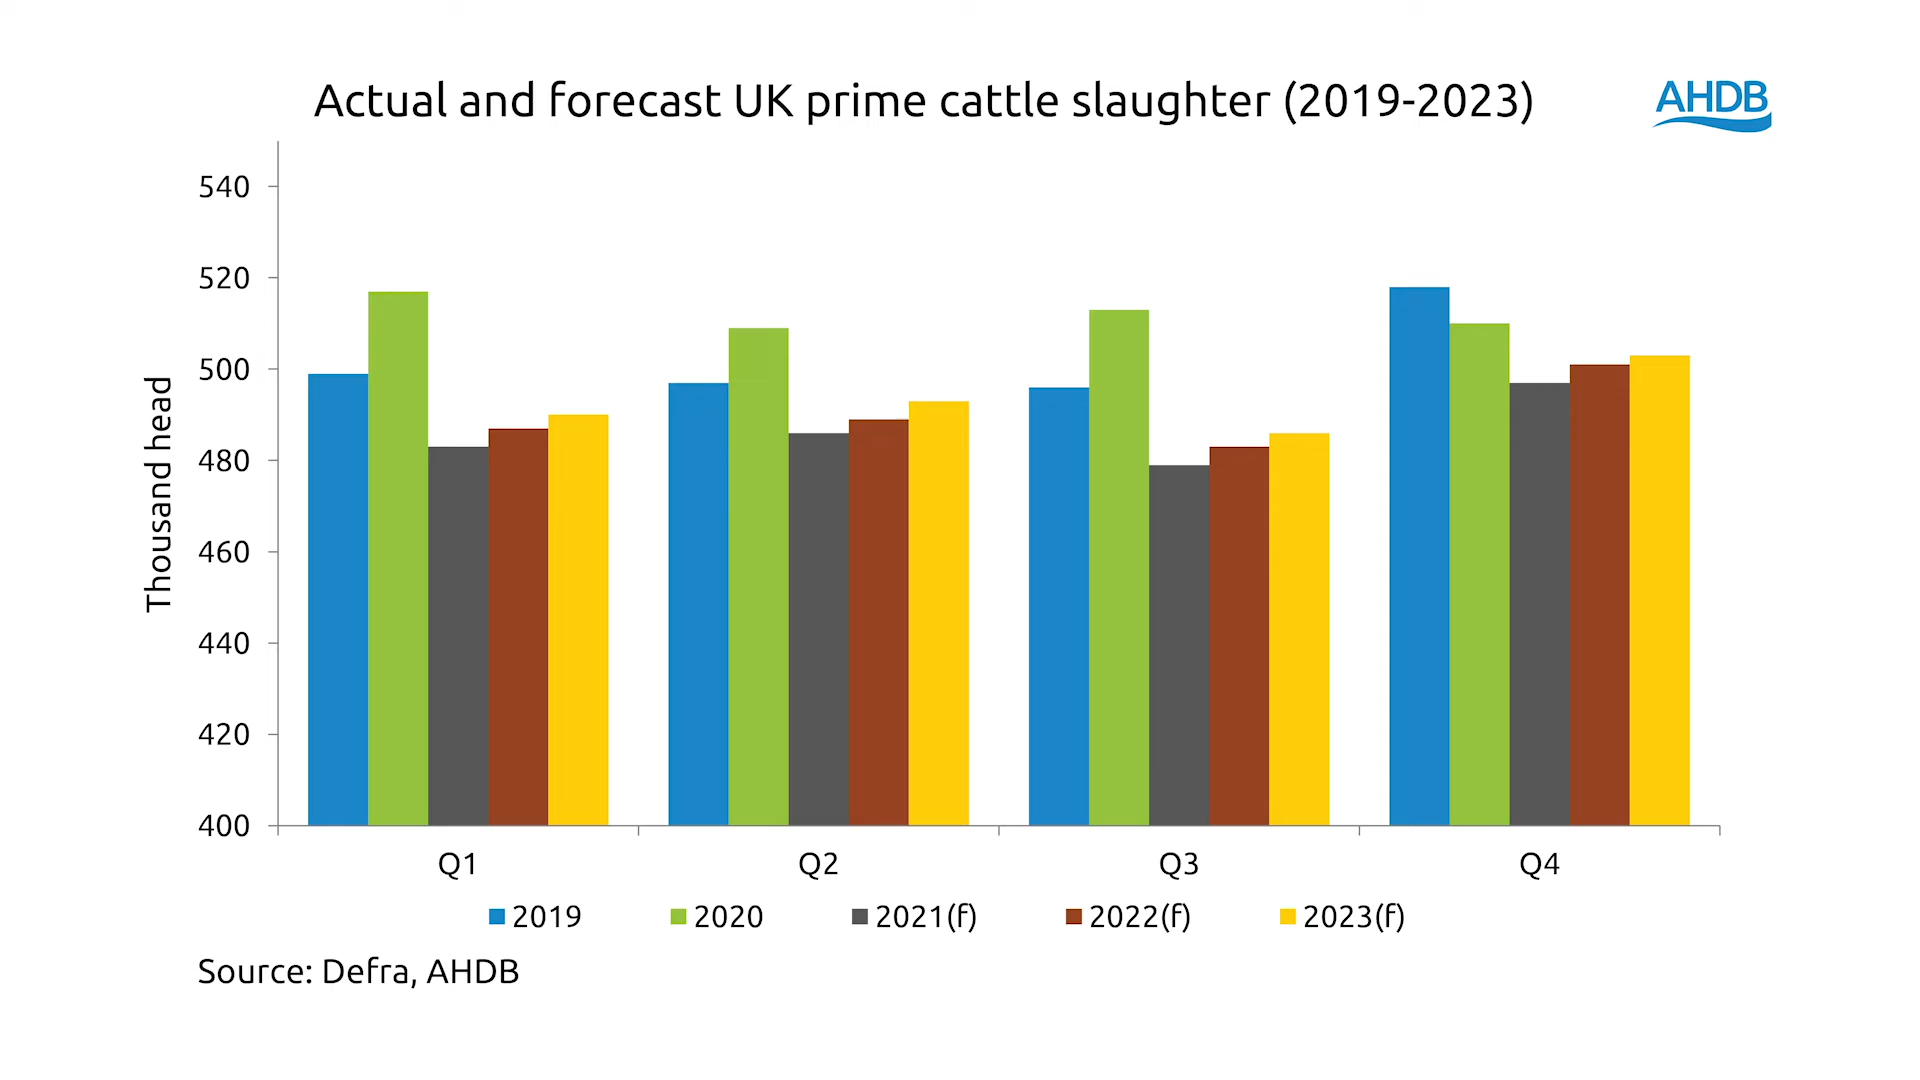 Actual and forecast UK prime cattle slaughter (2019-2023)
AHDB
Thousand head
540
520
500
480
460
440
420
400
Q1 Q2 Q3 Q4
2019 2020 2021(f) 2022(f) 2023(f)
Source: Defra, AHDB